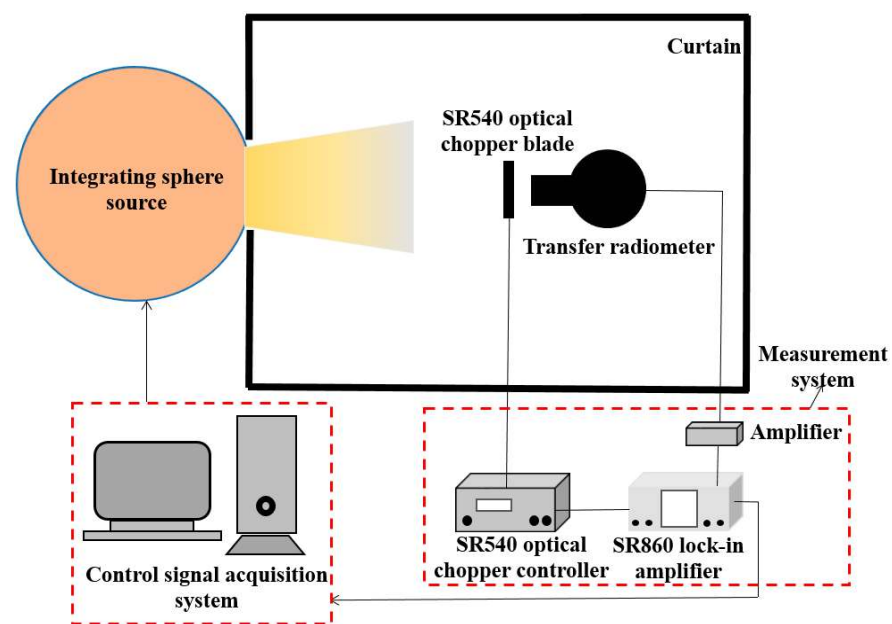 Curtain
Integrating sphere
source
SR540 optical
chopper blade
Transfer radiometer
Measurement
system
Amplifier
SR540 optical
chopper controller
SR860 lock-in
amplifier
Control signal acquisition
system